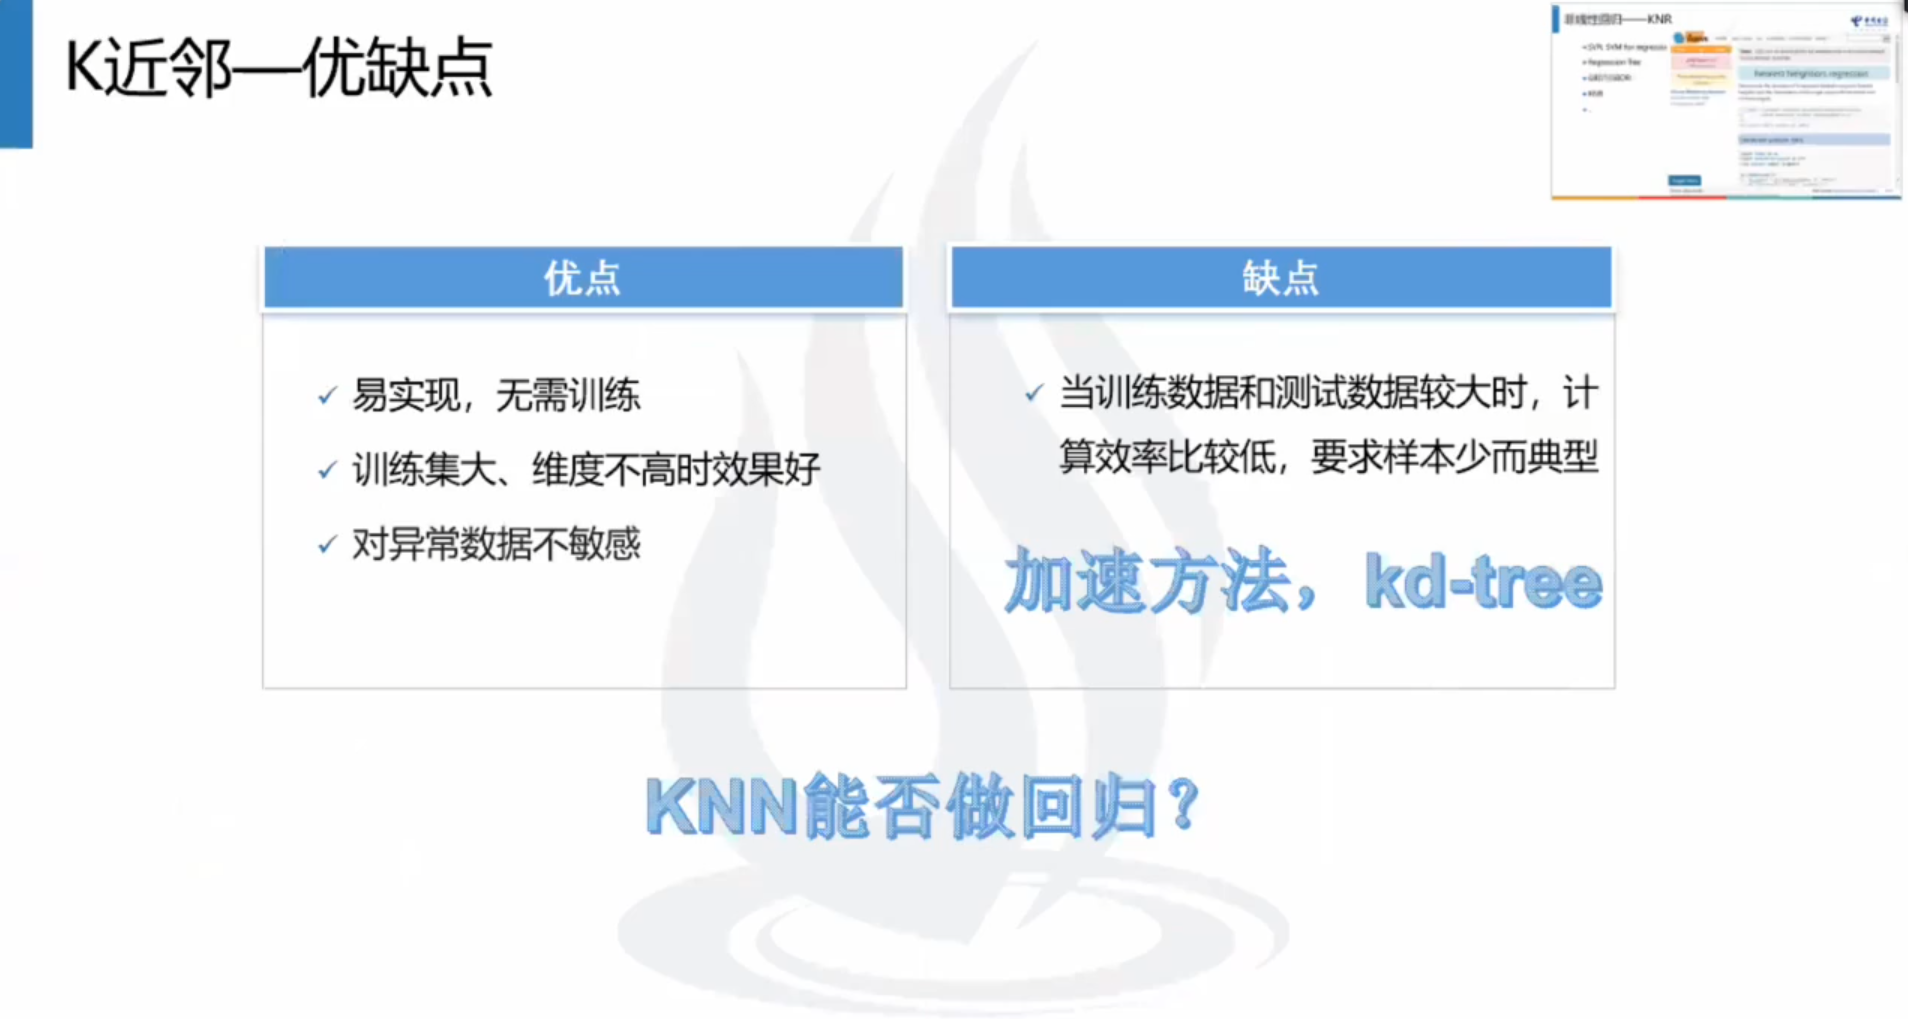 K近邻—优缺点
非线性回归——KNR
SVR: SVM for regression
Regression Tree
KNR
Nearest Neighbors regression
优点
易实现，无需训练
训练集大、维度不高时效果好
对异常数据不敏感
缺点
当训练数据和测试数据较大时，计
算效率比较低，要求样本少而典型
加速方法，kd-tree
KNN能否做回归？